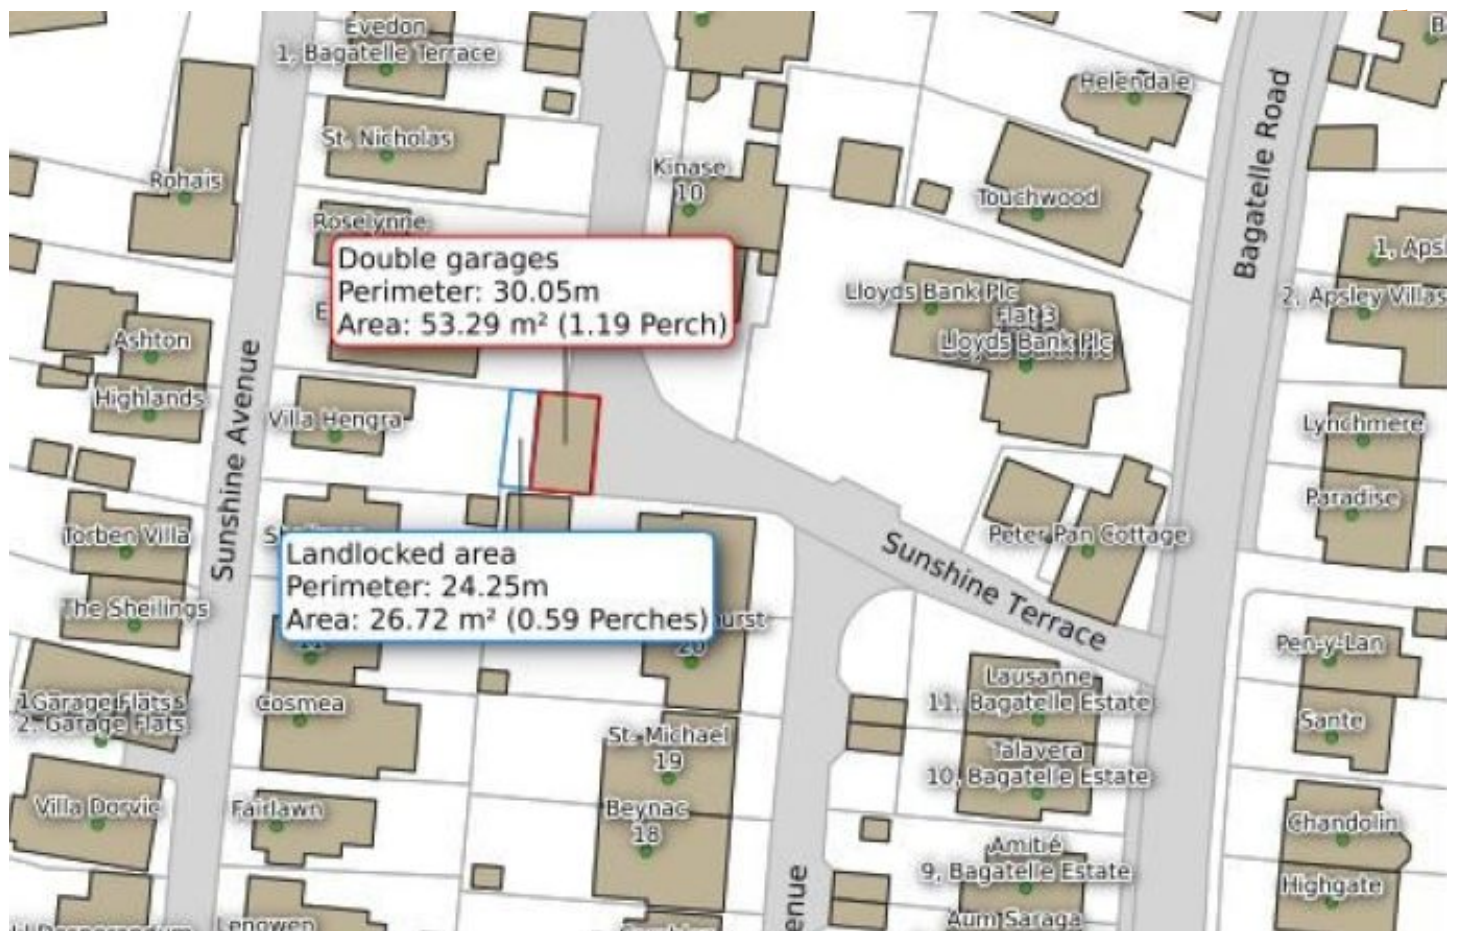 Evedon
1, Bagatelle Terrace
Helendale
St. Nicholas
Rohais
Kinase
10
Touchwood
Bagatelle Road
Roselynne
1, Apsl
Double garages
Perimeter: 30.05m
Area: 53.29 m² (1.19 Perch)
Lloyds Bank Plc
Flat 3
Lloyds Bank Plc
2, Apsley Villas
Ashton
Highlands
Sunshine Avenue
Villa Hengra
Lynchmere
Paradise
Torben Villa
Peter Pan Cottage
Sunshine Terrace
Landlocked area
Perimeter: 24.25m
Area: 26.72 m² (0.59 Perches)
urst
20
The Sheilings
Pen-y-Lan
Lausanne
11, Bagatelle Estate
Garage Flats
2, Garage Flats
Cosmea
St. Michael
19
Sante
Talavera
10, Bagatelle Estate
Villa Dorvic
Fairlawn
Beynac
18
Chandolin
Amitié
9, Bagatelle Estate
Highgate
enue
Aum Saraga